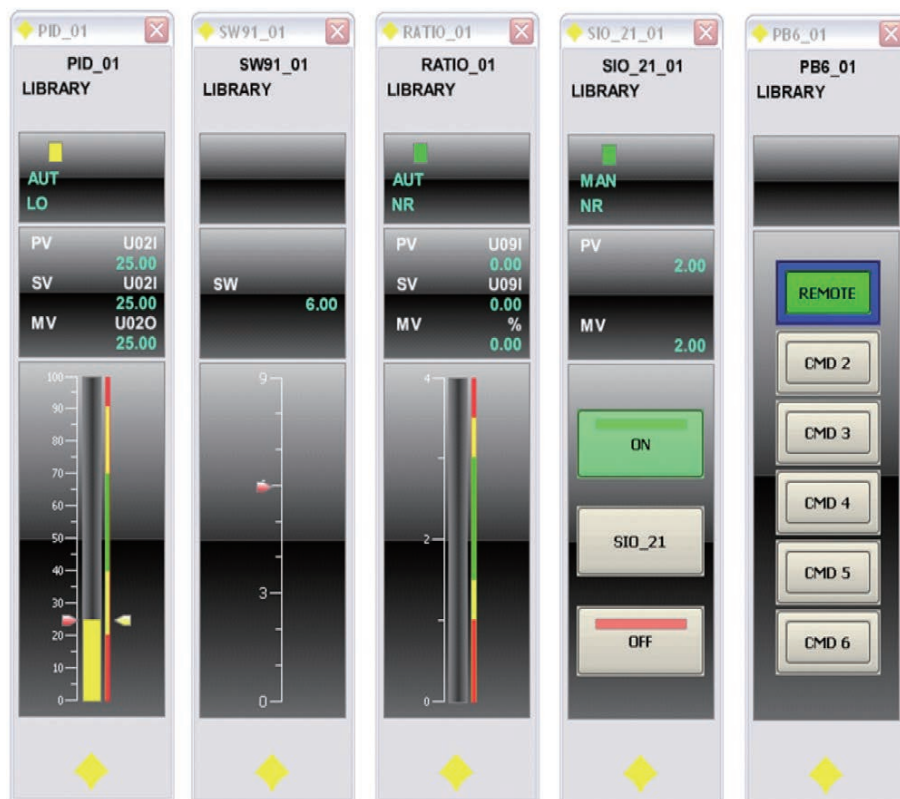 PID_01
PID_01
LIBRARY
AUT
LO
PV U02I
25.00
SV U02I
25.00
MV U02O
25.00
100
90
80
70
60
50
40
30
20
10
0
SW91_01
SW91_01
LIBRARY
SW
6.00
9
3
0
RATIO_01
RATIO_01
LIBRARY
AUT
NR
PV U09I
0.00
SV U09I
0.00
MV %
0.00
4
2
0
SIO_21_01
SIO_21_01
LIBRARY
MAN
NR
PV
2.00
MV
2.00
ON
SIO_21
OFF
PB6_01
PB6_01
LIBRARY
REMOTE
CMD 2
CMD 3
CMD 4
CMD 5
CMD 6